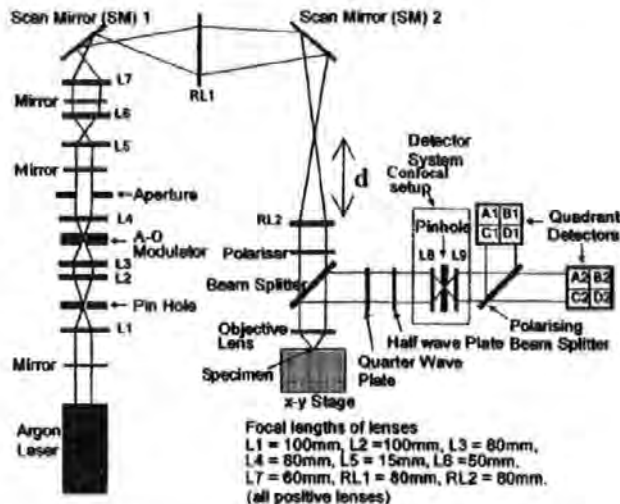 Scan Mirror (SM) 1
Scan Mirror (SM) 2
L7
Mirror
L6
RL1
L5
Mirror
Aperture
L4
A-O
Modulator
L3
L2
Pin Hole
L1
Mirror
Argon
Laser
d
RL2
Polariser
Beam Splitter
Objective
Lens
Specimen
x-y Stage
Detector
System
Confocal
setup
Pinhole
L8
L9
A1 B1
C1 D1
Quadrant
Detectors
A2 B2
C2 D2
Polarising
Beam Splitter
Half wave Plate
Quarter Wave
Plate
Focal lengths of lenses
L1 = 100mm, L2 =100mm, L3 = 80mm,
L4 = 80mm, L5 = 15mm, L6 =50mm,
L7 = 60mm, RL1 = 80mm, RL2 = 80mm.
(all positive lenses)